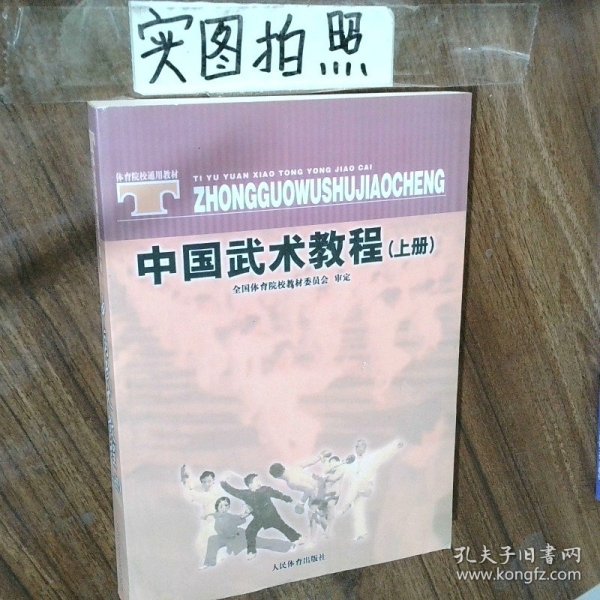 实图拍照
体育院校通用教材
TI YU YUAN XIAO TONG YONG JIAO CAI
ZHONGGUOWUSHUJIAOCHENG
中国武术教程(上册)
全国体育院校教材委员会 审定
人民体育出版社
孔夫子旧书网
www.kongfz.com